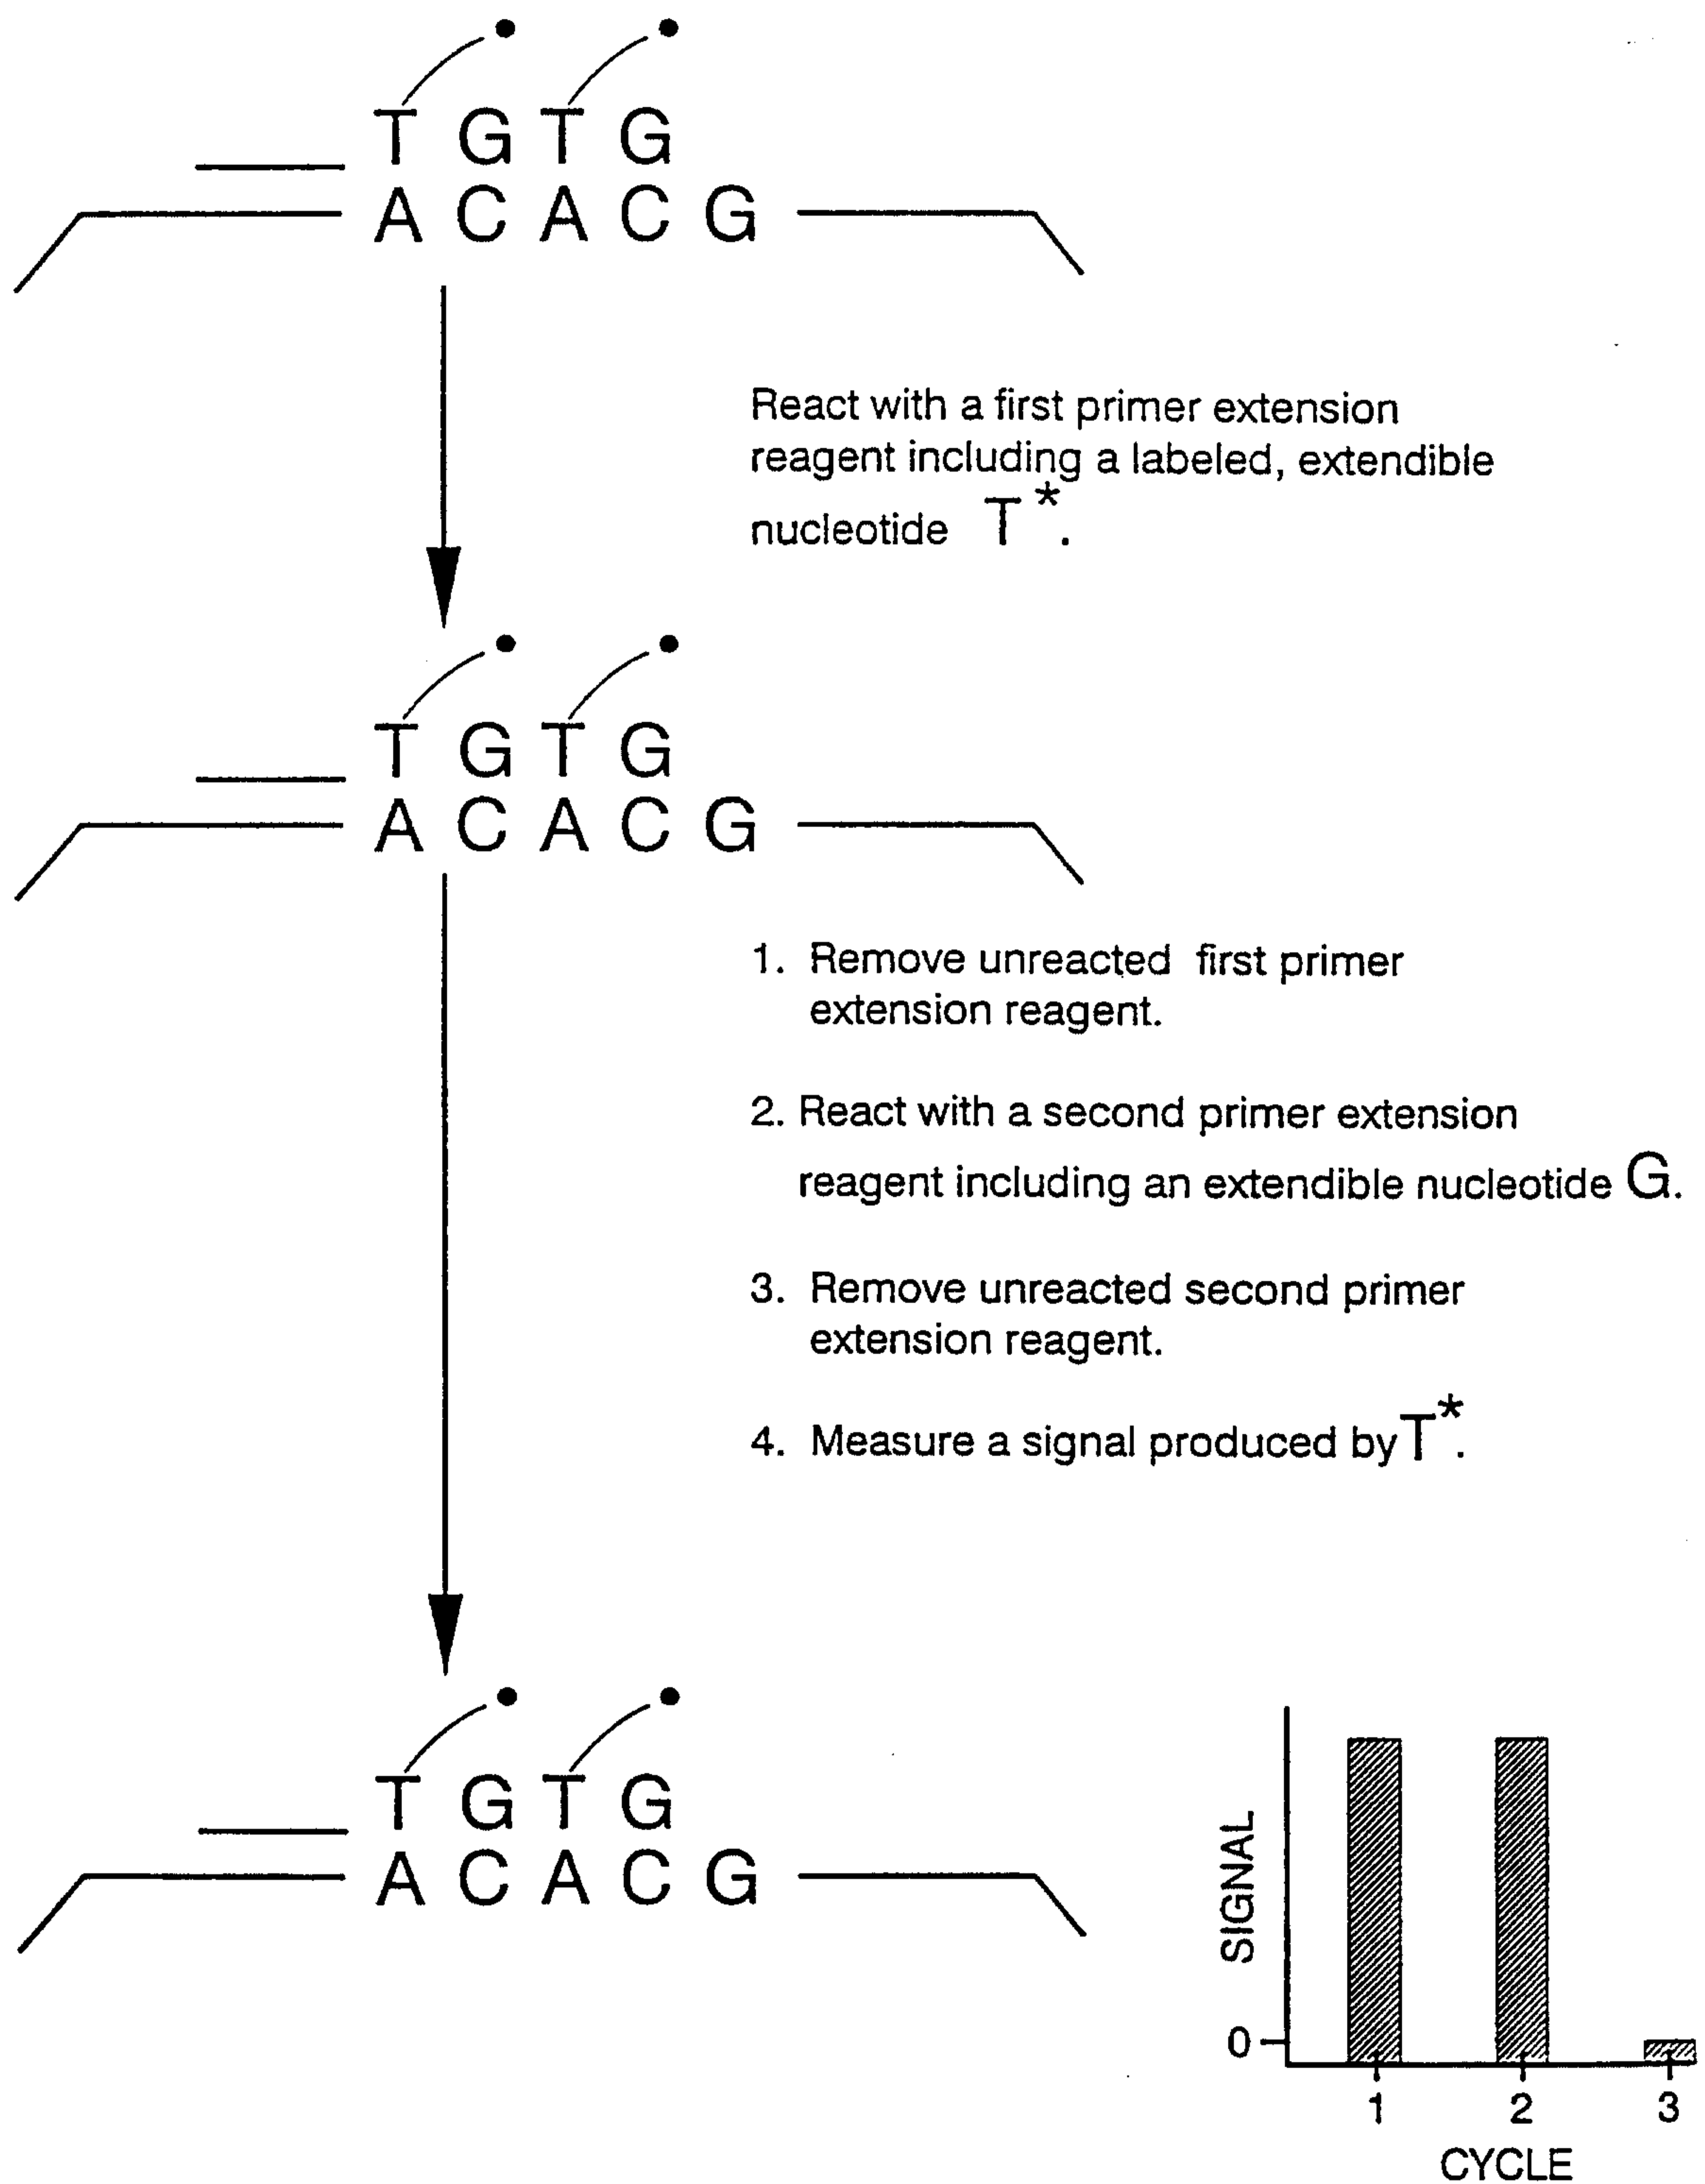 T G T G
A C A C G
React with a first primer extension
reagent including a labeled, extendible
nucleotide T*.
T G T G
A C A C G
1. Remove unreacted first primer
extension reagent.
2. React with a second primer extension
reagent including an extendible nucleotide G.
3. Remove unreacted second primer
extension reagent.
4. Measure a signal produced by T*.
T G T G
A C A C G
SIGNAL
0
1 2 3
CYCLE